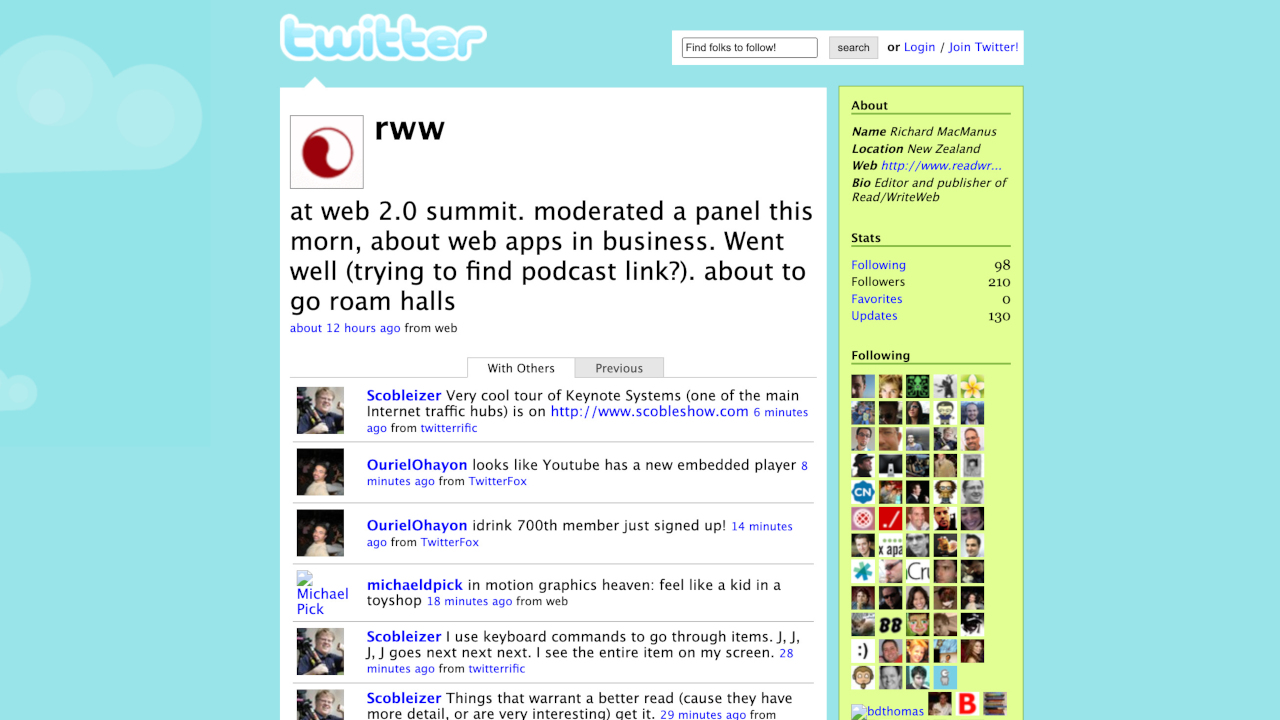 twitter
Find folks to follow!
search
or Login / Join Twitter!
rww
at web 2.0 summit. moderated a panel this
morn, about web apps in business. Went
well (trying to find podcast link?). about to
go roam halls
about 12 hours ago from web
With Others
Previous
Scobleizer Very cool tour of Keynote Systems (one of the main
Internet traffic hubs) is on http://www.scobleshow.com 6 minutes
ago from twitterrific
OurielOhayon looks like Youtube has a new embedded player 8
minutes ago from TwitterFox
OurielOhayon idrink 700th member just signed up! 14 minutes
ago from TwitterFox
Michael
Pick
michaeldpick in motion graphics heaven: feel like a kid in a
toyshop 18 minutes ago from web
Scobleizer I use keyboard commands to go through items. J, J,
J, J goes next next next. I see the entire item on my screen. 28
minutes ago from twitterrific
Scobleizer Things that warrant a better read (cause they have
more detail, or are very interesting) get it. 29 minutes ago from
About
Name Richard MacManus
Location New Zealand
Web http://www.readwr...
Bio Editor and publisher of
Read/WriteWeb
Stats
Following 98
Followers 210
Favorites 0
Updates 130
Following
CN
x apa
Cru
88
:)
bdthomas
B